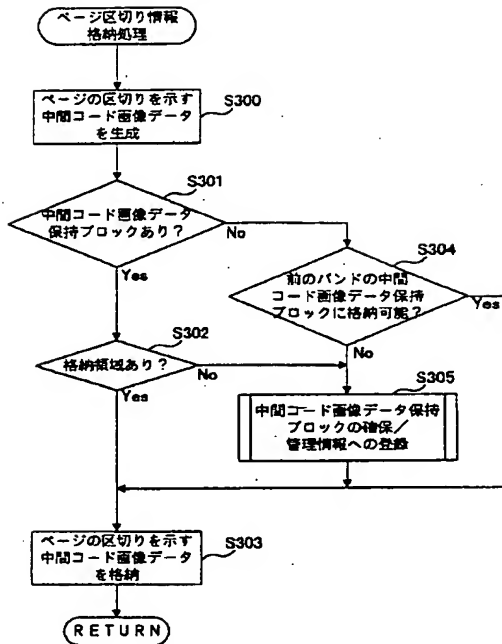 ページ区切り情報
格納処理
ページの区切りを示す
中間コード画像データ
を生成
S300
S301
中間コード画像データ
保持ブロックあり？
No
Yes
S304
前のバンドの中間
コード画像データ保持
ブロックに格納可能？
Yes
No
S302
格納領域あり？
No
Yes
S305
中間コード画像データ保持
ブロックの確保／
管理情報への登録
ページの区切りを示す
中間コード画像データ
を格納
S303
RETURN